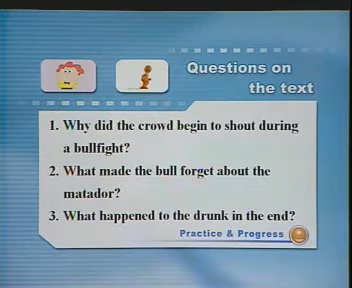 Questions on
the text
1. Why did the crowd begin to shout during
a bullfight?
2. What made the bull forget about the
matador?
3. What happened to the drunk in the end?
Practice & Progress